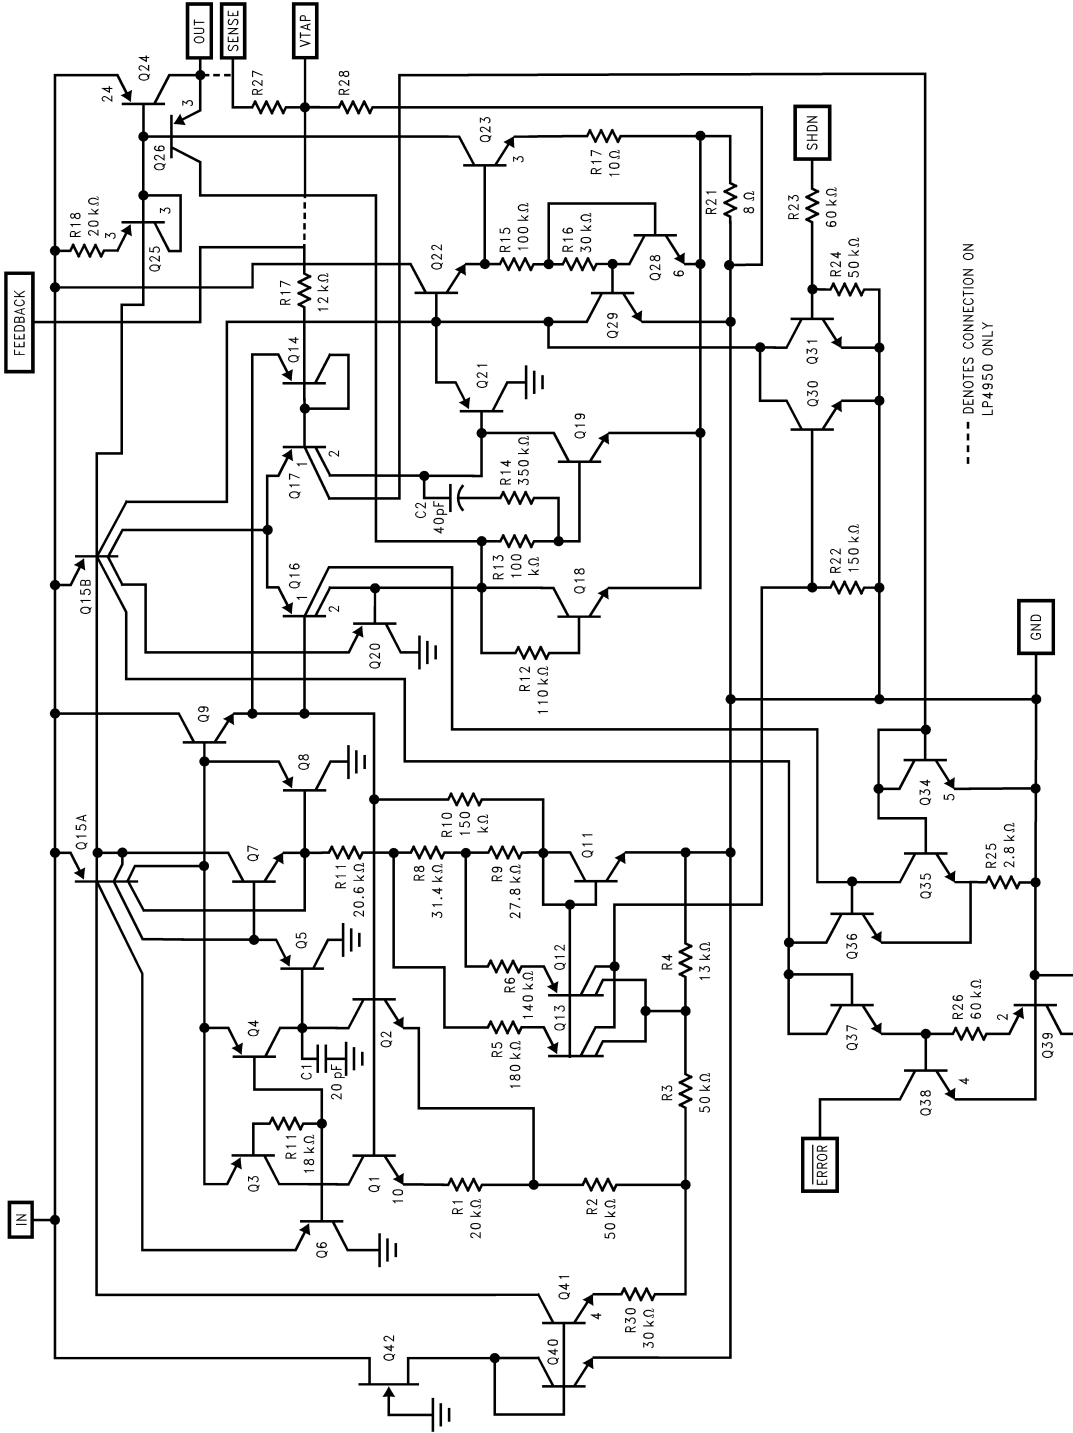 OUT
SENSE
VTAP
Q24
24
3
Q26
R27
R28
R18
20 kΩ
3
3
Q25
Q23
3
R17
10Ω
SHDN
R21
8 Ω
R23
60 kΩ
FEEDBACK
Q22
R15
100 kΩ
R16
30 kΩ
Q28
6
R24
50 kΩ
R17
12 kΩ
Q29
Q14
Q21
Q31
Q30
DENOTES CONNECTION ON
LP4950 ONLY
Q17
1
2
C2
40pF
R14
350 kΩ
Q19
Q15B
Q16
1
2
R13
100
kΩ
Q18
R22
150 kΩ
Q20
R12
110 kΩ
GND
Q9
Q8
Q34
5
Q15A
Q7
R10
150
kΩ
R11
20.6 kΩ
R8
31.4 kΩ
R9
27.8 kΩ
Q11
Q35
R25
2.8 kΩ
Q5
Q36
Q12
R6
140 kΩ
R4
13 kΩ
Q4
Q2
Q13
R5
180 kΩ
C1
20 pF
Q37
R26
60 kΩ
2
Q39
R3
50 kΩ
Q38
4
Q3
R11
18 kΩ
Q1
10
R1
20 kΩ
R2
50 kΩ
ERROR
IN
Q6
Q41
4
R30
30 kΩ
Q42
Q40